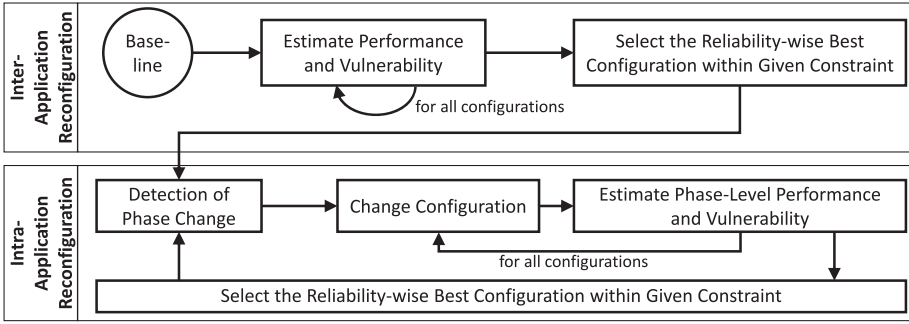 Inter-
Application
Reconfiguration
Base-
line
Estimate Performance
and Vulnerability
for all configurations
Select the Reliability-wise Best
Configuration within Given Constraint
Intra-
Application
Reconfiguration
Detection of
Phase Change
Change Configuration
Estimate Phase-Level Performance
and Vulnerability
for all configurations
Select the Reliability-wise Best Configuration within Given Constraint